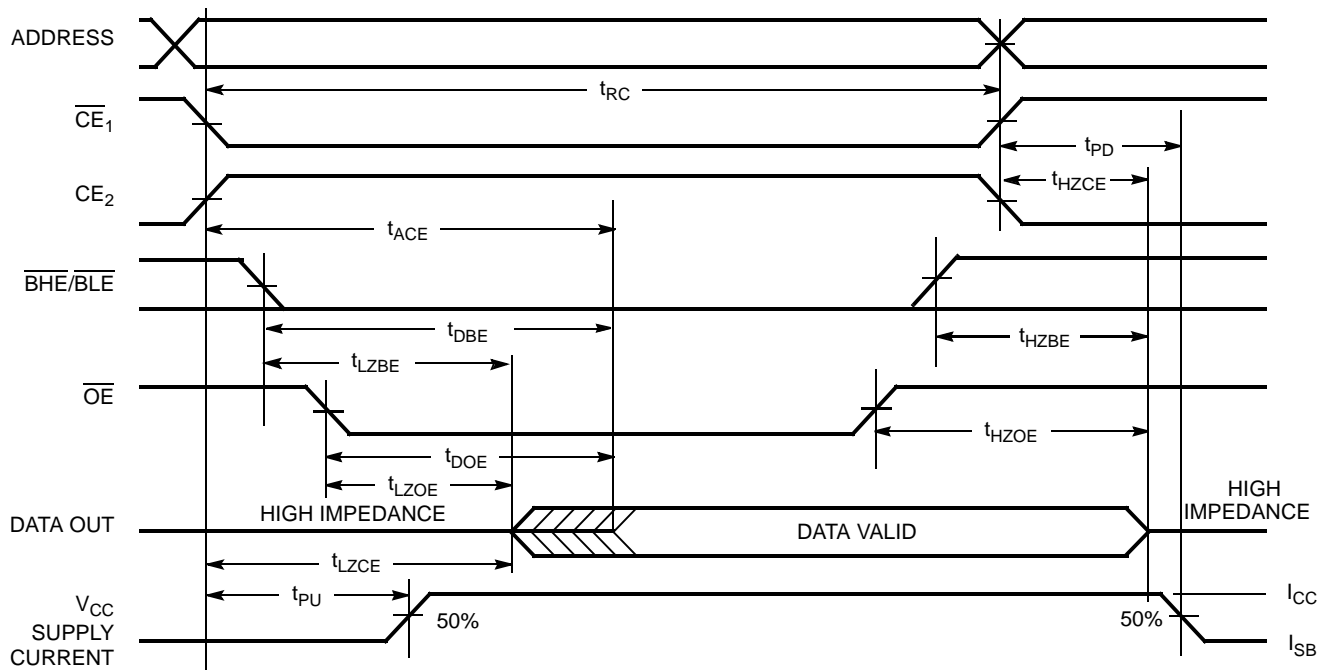 ADDRESS
tRC
CE1
tPD
CE2
tHZCE
tACE
BHE/BLE
tDBE
tHZBE
tLZBE
OE
tHZOE
tDOE
tLZOE
HIGH IMPEDANCE
HIGH
IMPEDANCE
DATA OUT
DATA VALID
tLZCE
tPU
VCC
SUPPLY
CURRENT
50%
50%
ICC
ISB